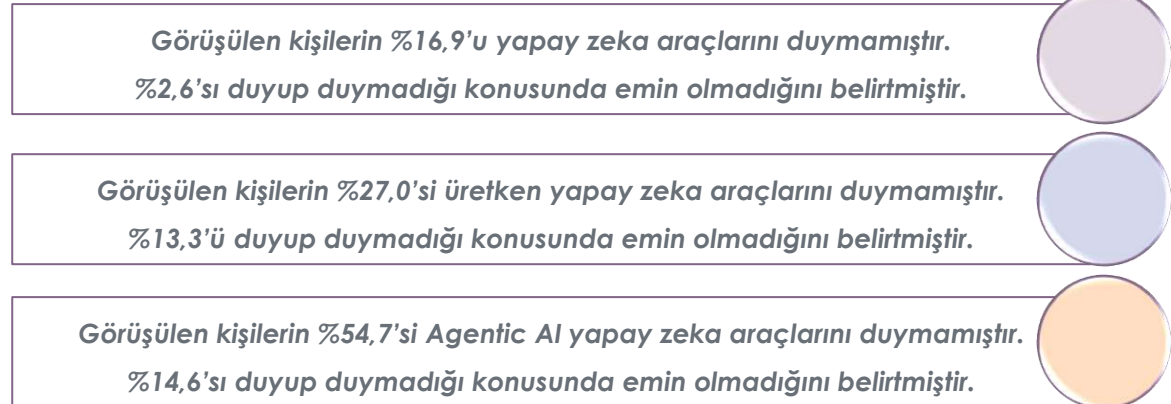 Görüşülen kişilerin %16,9’u yapay zeka araçlarını duymamıştır.
%2,6’sı duyup duymadığı konusunda emin olmadığını belirtmiştir.
Görüşülen kişilerin %27,0’si üretken yapay zeka araçlarını duymamıştır.
%13,3’ü duyup duymadığı konusunda emin olmadığını belirtmiştir.
Görüşülen kişilerin %54,7’si Agentic AI yapay zeka araçlarını duymamıştır.
%14,6’sı duyup duymadığı konusunda emin olmadığını belirtmiştir.